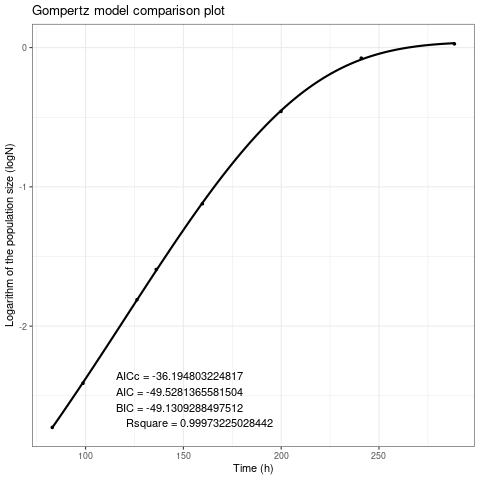 Gompertz model comparison plot
0
-1
-2
Logarithm of the population size (logN)
AICc = -36.194803224817
AIC = -49.5281365581504
BIC = -49.1309288497512
Rsquare = 0.99973225028442
100 150 200 250
Time (h)